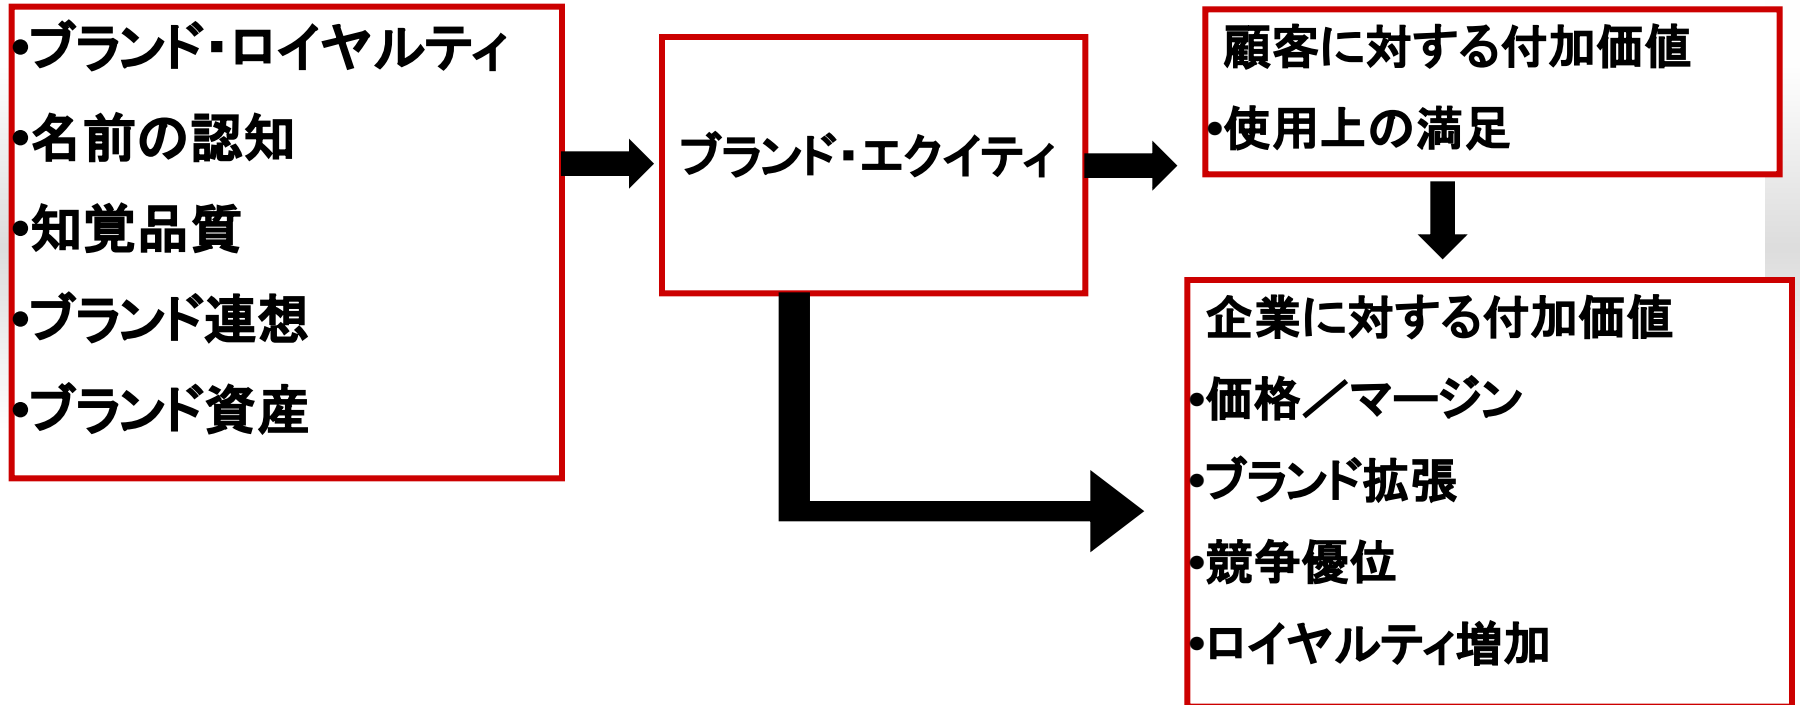 •ブランド・ロイヤルティ
•名前の認知
•知覚品質
•ブランド連想
•ブランド資産
ブランド・エクイティ
顧客に対する付加価値
•使用上の満足
企業に対する付加価値
•価格／マージン
•ブランド拡張
•競争優位
•ロイヤルティ増加